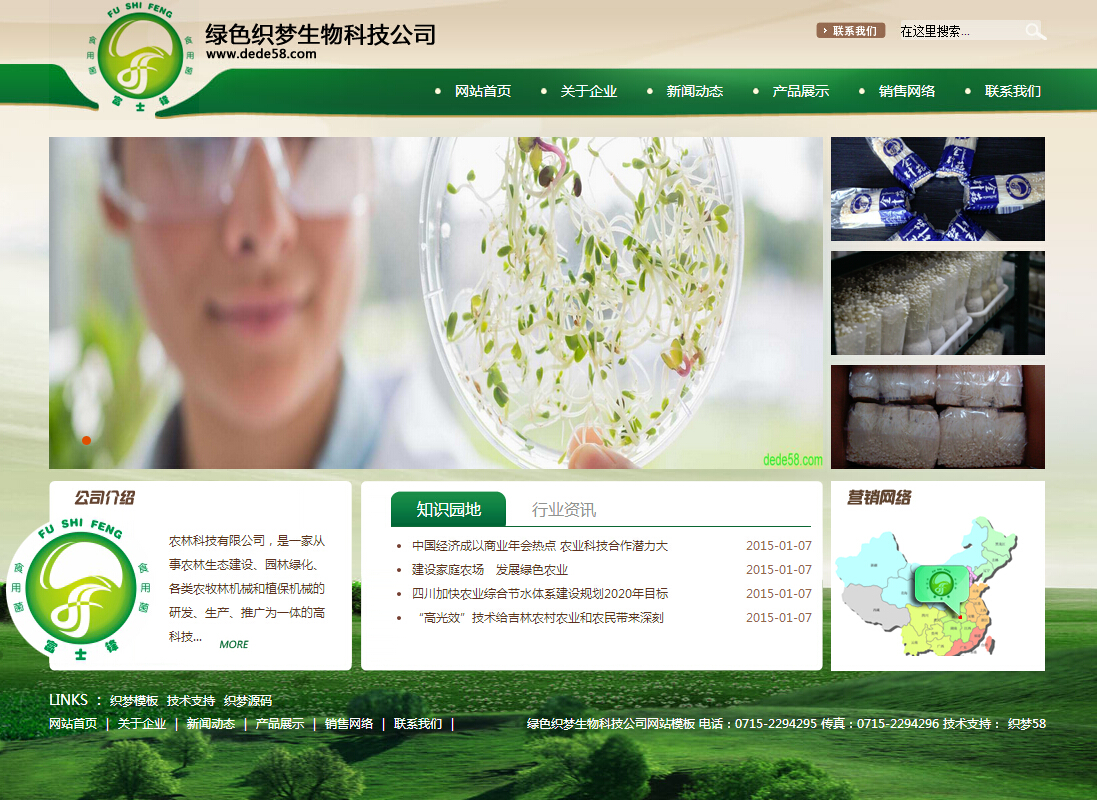 FU SHI FENG
食用菌
食用菌
富士锋
绿色织梦生物科技公司
www.dede58.com
联系我们
在这里搜索...
网站首页 关于企业 新闻动态 产品展示 销售网络 联系我们
dede58.com
公司介绍
FU SHI FENG
食用菌
食用菌
富士锋
农林科技有限公司，是一家从
事农林生态建设、园林绿化、
各类农牧林机械和植保机械的
研发、生产、推广为一体的高
科技...
MORE
知识园地 行业资讯
中国经济成以商业年会热点 农业科技合作潜力大 2015-01-07
建设家庭农场 发展绿色农业 2015-01-07
四川加快农业综合节水体系建设规划2020年目标 2015-01-07
“高光效”技术给吉林农村农业和农民带来深刻 2015-01-07
营销网络
LINKS ： 织梦模板 技术支持 织梦源码
网站首页 | 关于企业 | 新闻动态 | 产品展示 | 销售网络 | 联系我们 |
绿色织梦生物科技公司网站模板 电话：0715-2294295 传真：0715-2294296 技术支持： 织梦58